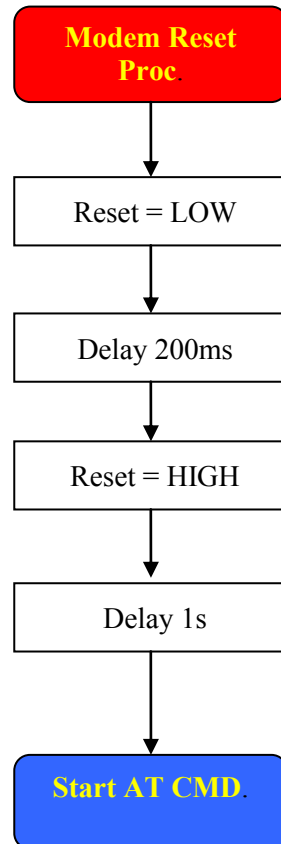 Modem Reset
Proc.
Reset = LOW
Delay 200ms
Reset = HIGH
Delay 1s
Start AT CMD.